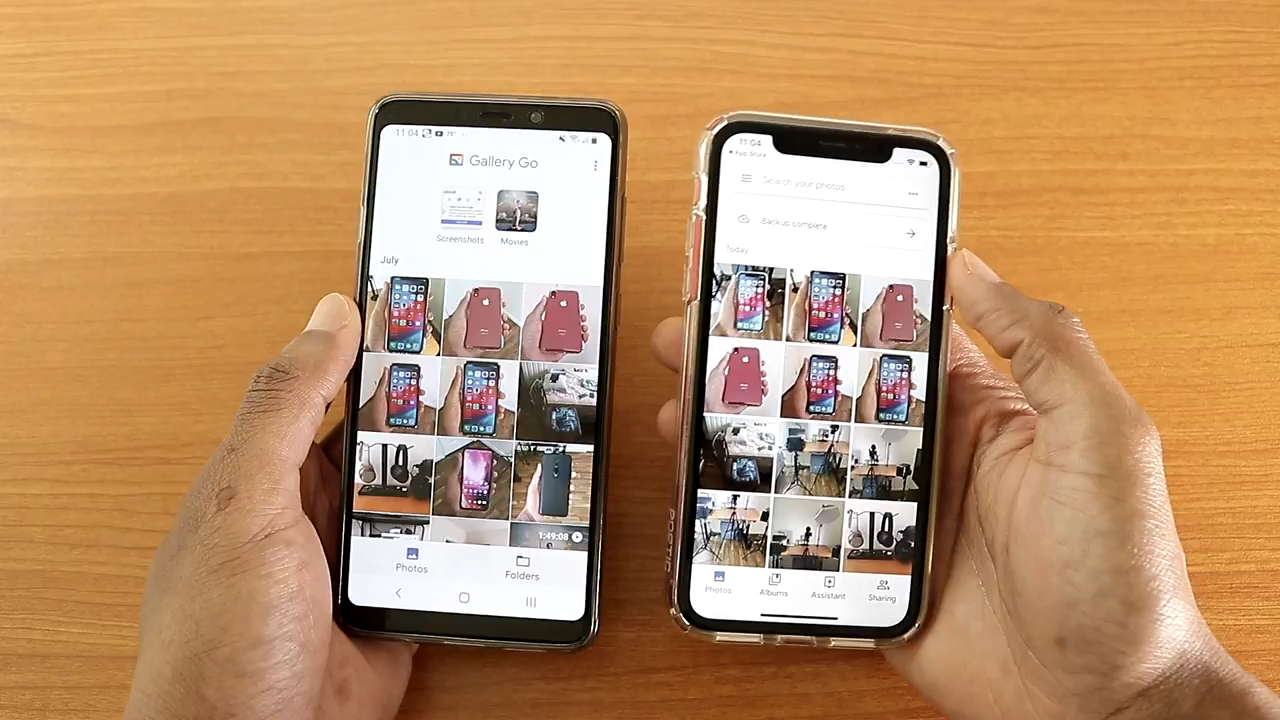 11:04
75°
Gallery Go
Screenshots
Movies
July
1:49:08
Photos
Folders
11:04
App Store
Search your photos
Backup complete
Today
Photos
Albums
Assistant
Sharing